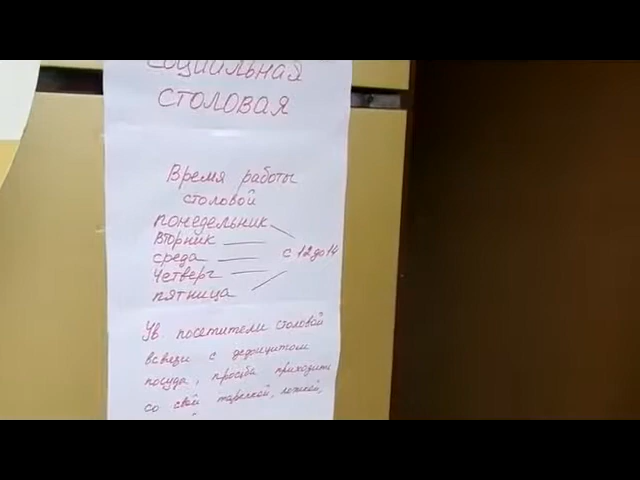 социальная
столовая
Время работы
столовой
понедельник
Вторник
среда
четверг
пятница
с 12 до 14
Ув посетители столовой
всвязи с дефицитом
посуда, просьба приходить
со свой тарелкой, ложкой,